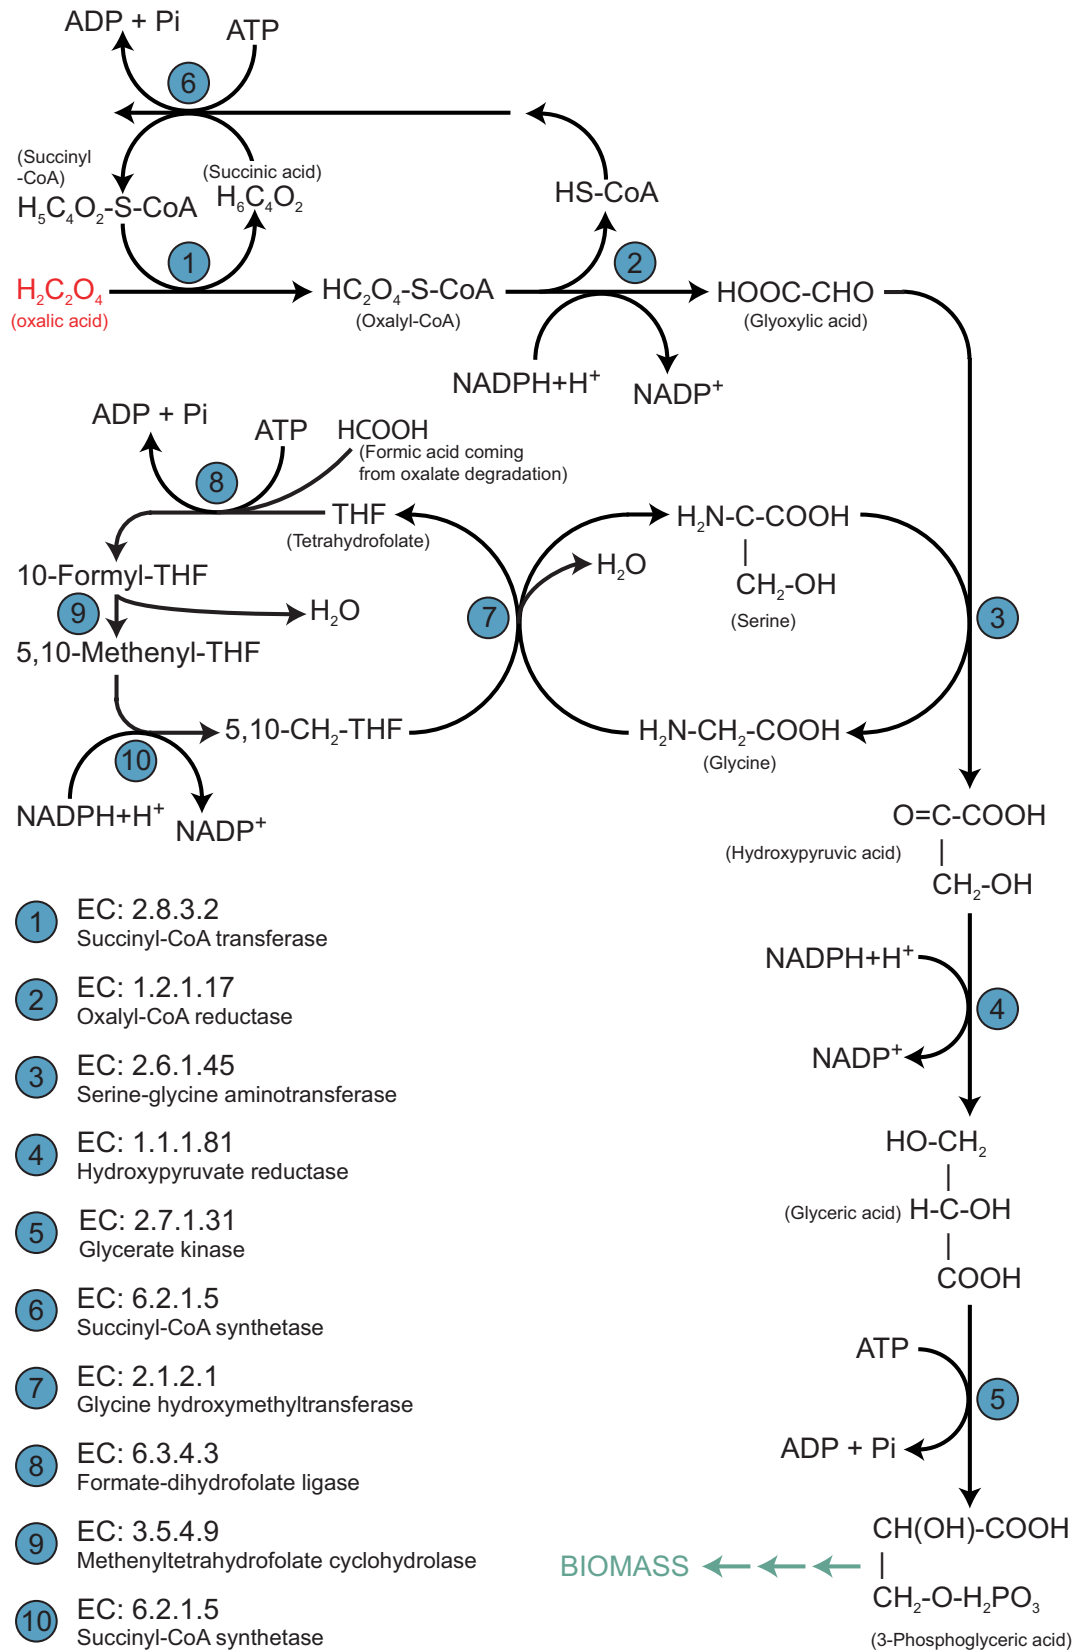 ADP + Pi
ATP
6
(Succinyl
-CoA)
H₅C₄O₂-S-CoA
(Succinic acid)
H₆C₄O₂
HS-CoA
1
2
H₂C₂O₄
(oxalic acid)
HC₂O₄-S-CoA
(Oxalyl-CoA)
HOOC-CHO
(Glyoxylic acid)
NADPH+H⁺
NADP⁺
ADP + Pi
ATP
HCOOH
(Formic acid coming
from oxalate degradation)
8
THF
(Tetrahydrofolate)
H₂N-C-COOH
|
CH₂-OH
(Serine)
H₂O
10-Formyl-THF
9
H₂O
7
3
5,10-Methenyl-THF
5,10-CH₂-THF
H₂N-CH₂-COOH
(Glycine)
10
NADPH+H⁺
NADP⁺
O=C-COOH
(Hydroxypyruvic acid)
|
CH₂-OH
NADPH+H⁺
4
NADP⁺
HO-CH₂
|
(Glyceric acid)
H-C-OH
|
COOH
ATP
5
ADP + Pi
CH(OH)-COOH
|
CH₂-O-H₂PO₃
(3-Phosphoglyceric acid)
BIOMASS
1
EC: 2.8.3.2
Succinyl-CoA transferase
2
EC: 1.2.1.17
Oxalyl-CoA reductase
3
EC: 2.6.1.45
Serine-glycine aminotransferase
4
EC: 1.1.1.81
Hydroxypyruvate reductase
5
EC: 2.7.1.31
Glycerate kinase
6
EC: 6.2.1.5
Succinyl-CoA synthetase
7
EC: 2.1.2.1
Glycine hydroxymethyltransferase
8
EC: 6.3.4.3
Formate-dihydrofolate ligase
9
EC: 3.5.4.9
Methenyltetrahydrofolate cyclohydrolase
10
EC: 6.2.1.5
Succinyl-CoA synthetase